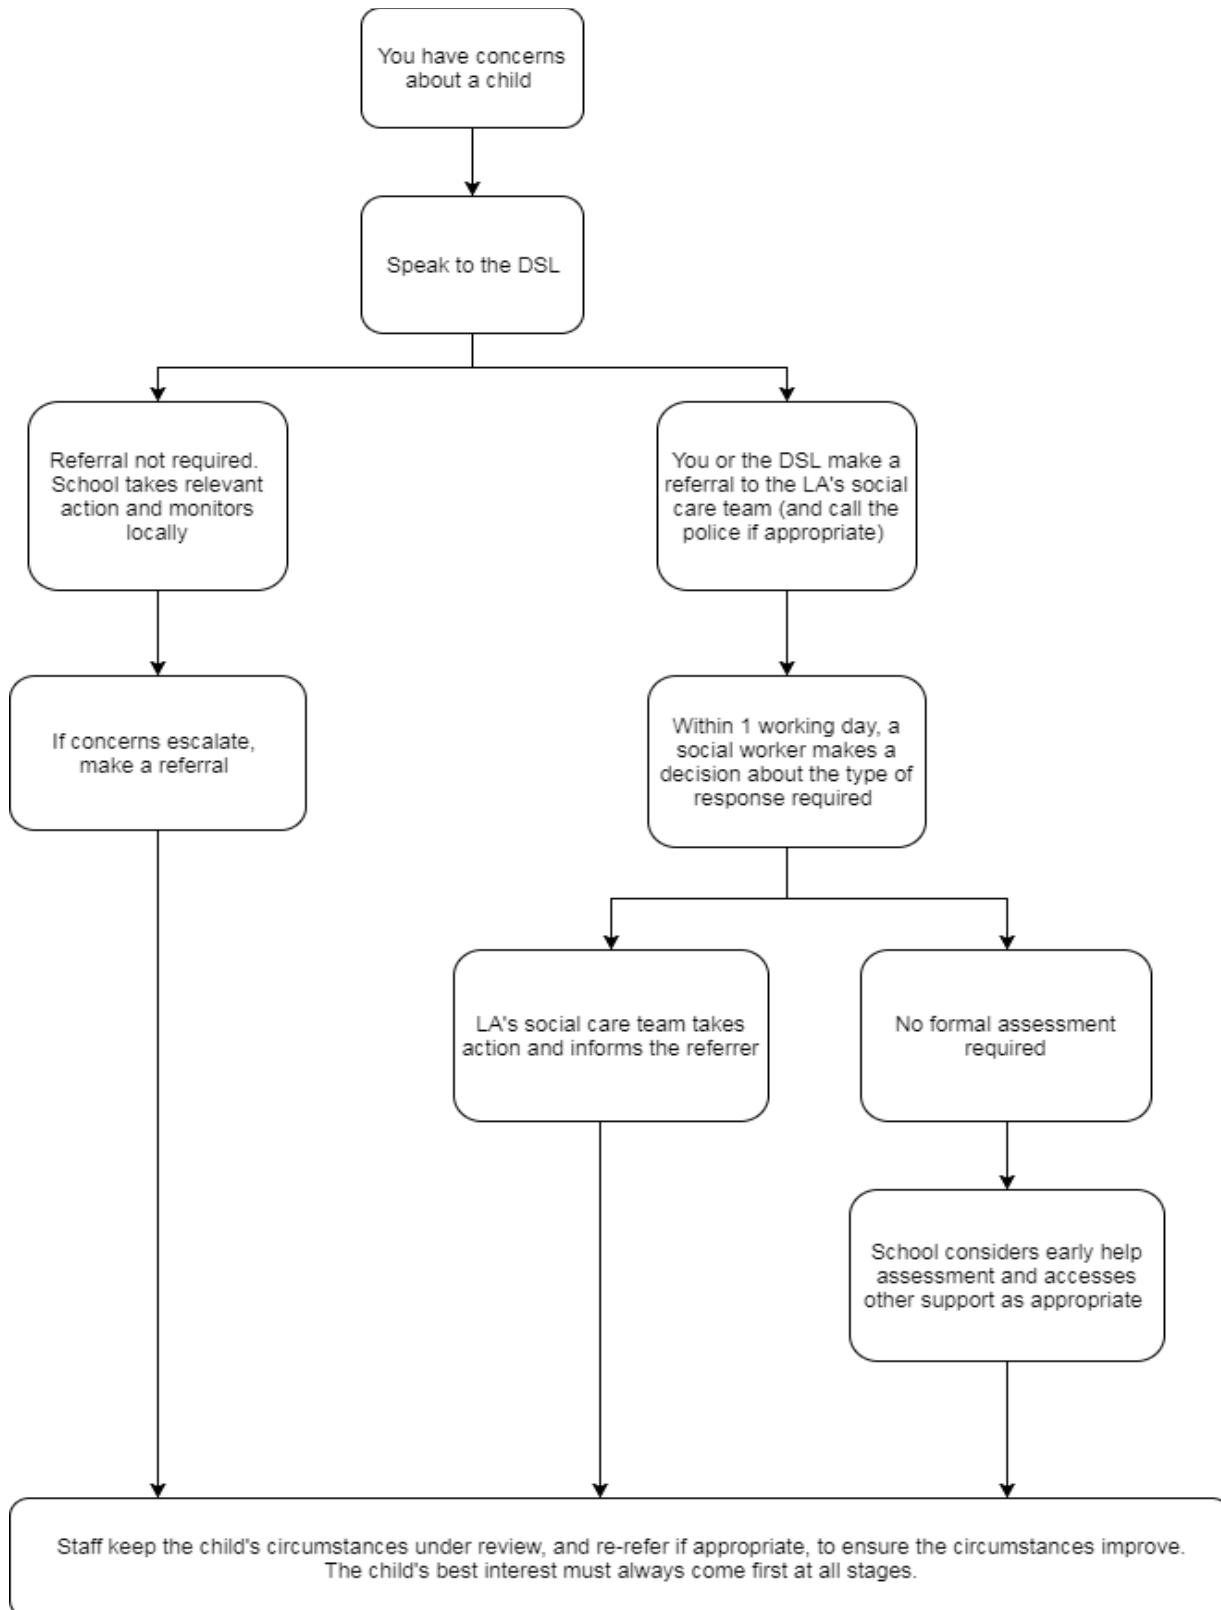 You have concerns
about a child
Speak to the DSL
Referral not required.
School takes relevant
action and monitors
locally
You or the DSL make a
referral to the LA's social
care team (and call the
police if appropriate)
If concerns escalate,
make a referral
Within 1 working day, a
social worker makes a
decision about the type of
response required
LA's social care team takes
action and informs the referrer
No formal assessment
required
School considers early help
assessment and accesses
other support as appropriate
Staff keep the child's circumstances under review, and re-refer if appropriate, to ensure the circumstances improve.
The child's best interest must always come first at all stages.